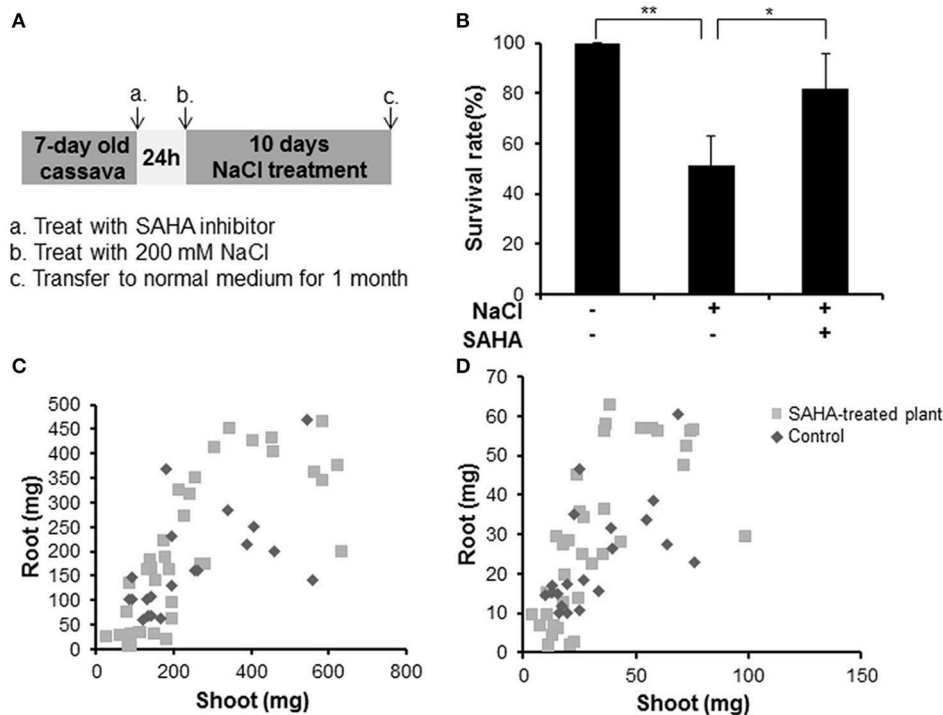 A
a. b. c.
7-day old cassava
24h
10 days NaCl treatment
a. Treat with SAHA inhibitor
b. Treat with 200 mM NaCl
c. Transfer to normal medium for 1 month
B
** *
Survival rate(%)
100
80
60
40
20
0
NaCl - + +
SAHA - - +
C
Root (mg)
500
450
400
350
300
250
200
150
100
50
0
0 200 400 600 800
Shoot (mg)
D
Root (mg)
70
60
50
40
30
20
10
0
0 50 100 150
Shoot (mg)
SAHA-treated plant
Control